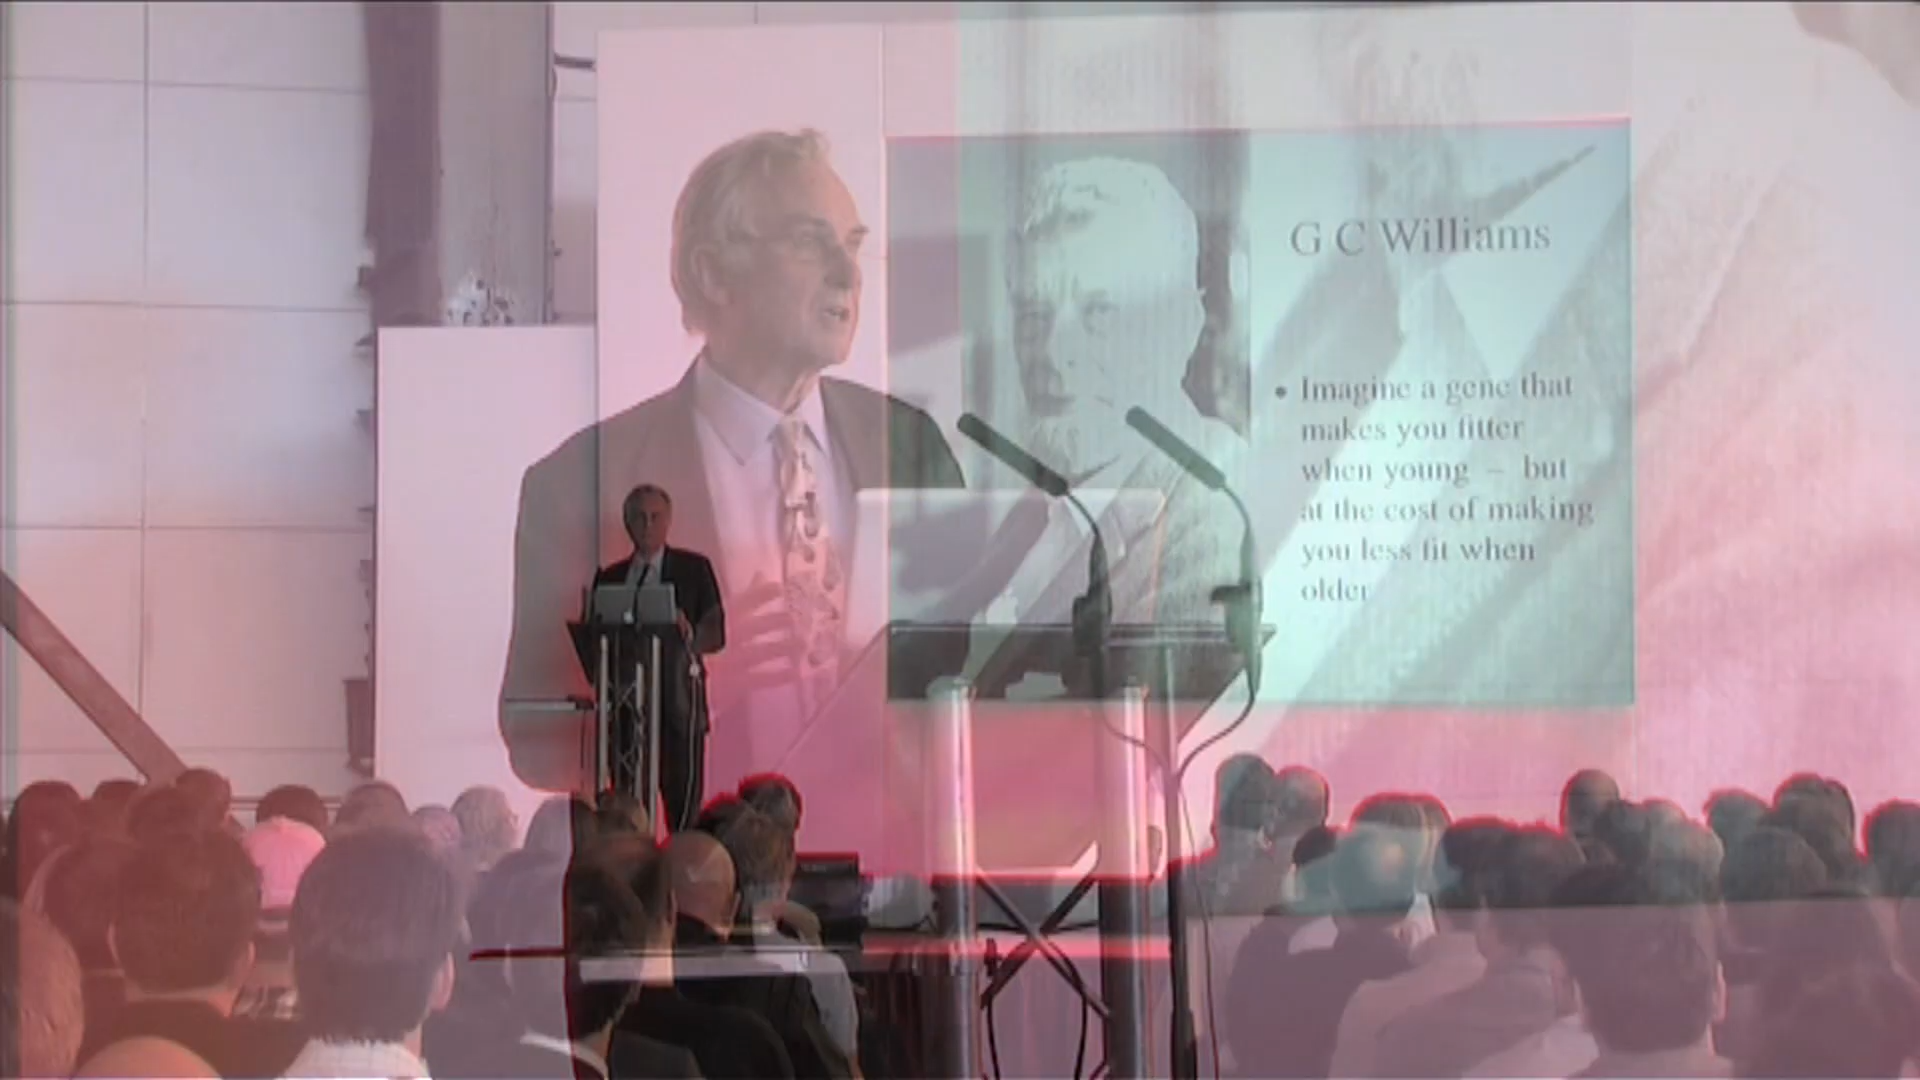 G C Williams
• Imagine a gene that
makes you fitter
when young – but
at the cost of making
you less fit when
older